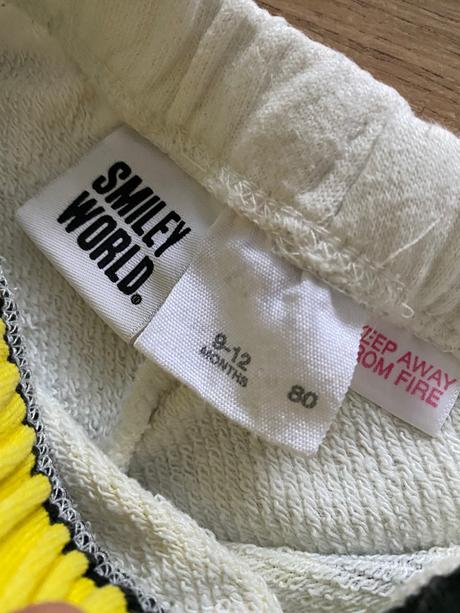 SMILEY
WORLD®
9-12
MONTHS
80
KEEP AWAY
FROM FIRE